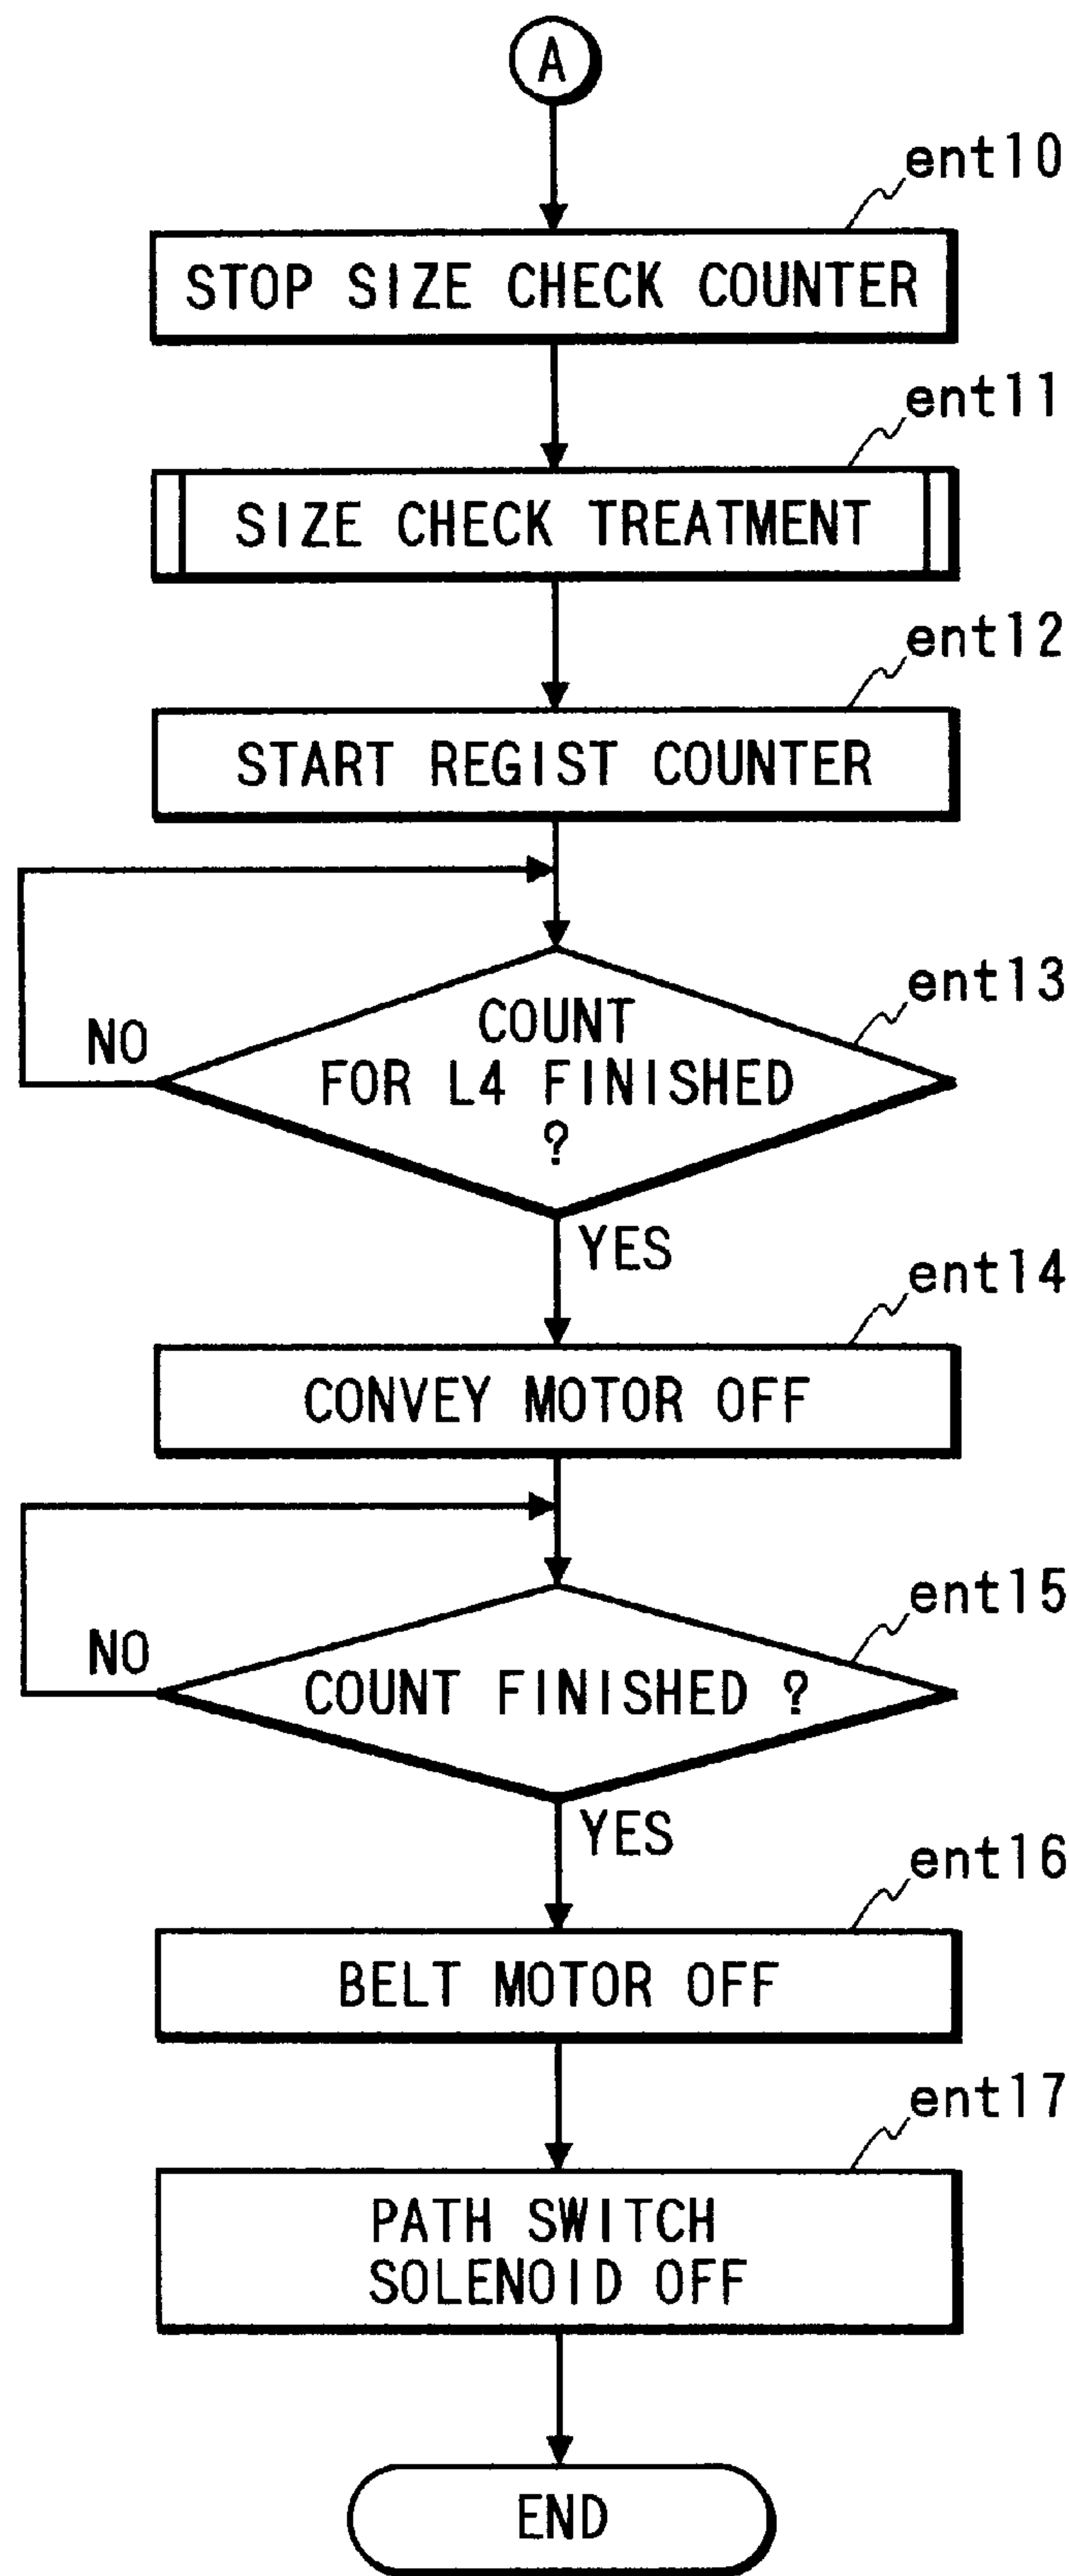 A
ent10
STOP SIZE CHECK COUNTER
ent11
SIZE CHECK TREATMENT
ent12
START REGIST COUNTER
ent13
COUNT
FOR L4 FINISHED
?
NO
YES
ent14
CONVEY MOTOR OFF
ent15
COUNT FINISHED ?
NO
YES
ent16
BELT MOTOR OFF
ent17
PATH SWITCH
SOLENOID OFF
END